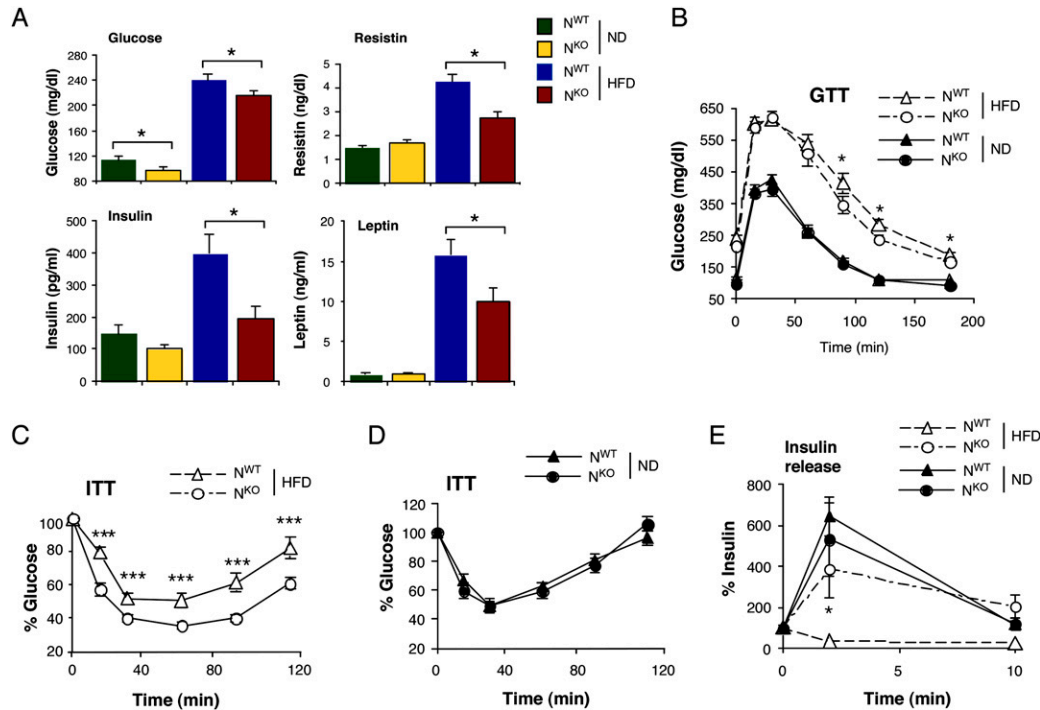 A
Glucose
Glucose (mg/dl)
280
240
200
160
120
80
*
*
Resistin
Resistin (ng/dl)
5
4
3
2
1
0
*
N^WT
N^KO
ND
N^WT
N^KO
HFD
Insulin
Insulin (pg/ml)
500
400
300
200
100
0
*
Leptin
Leptin (ng/ml)
20
15
10
5
0
*
B
GTT
N^WT
N^KO
HFD
N^WT
N^KO
ND
Glucose (mg/dl)
650
550
450
350
250
150
50
*
*
*
0
50
100
150
200
Time (min)
C
ITT
N^WT
N^KO
HFD
% Glucose
100
80
60
40
20
***
***
***
***
***
0
40
80
120
Time (min)
D
ITT
N^WT
N^KO
ND
% Glucose
120
100
80
60
40
20
0
40
80
120
Time (min)
E
Insulin
release
N^WT
N^KO
HFD
N^WT
N^KO
ND
% Insulin
800
600
400
200
0
*
0
5
10
Time (min)